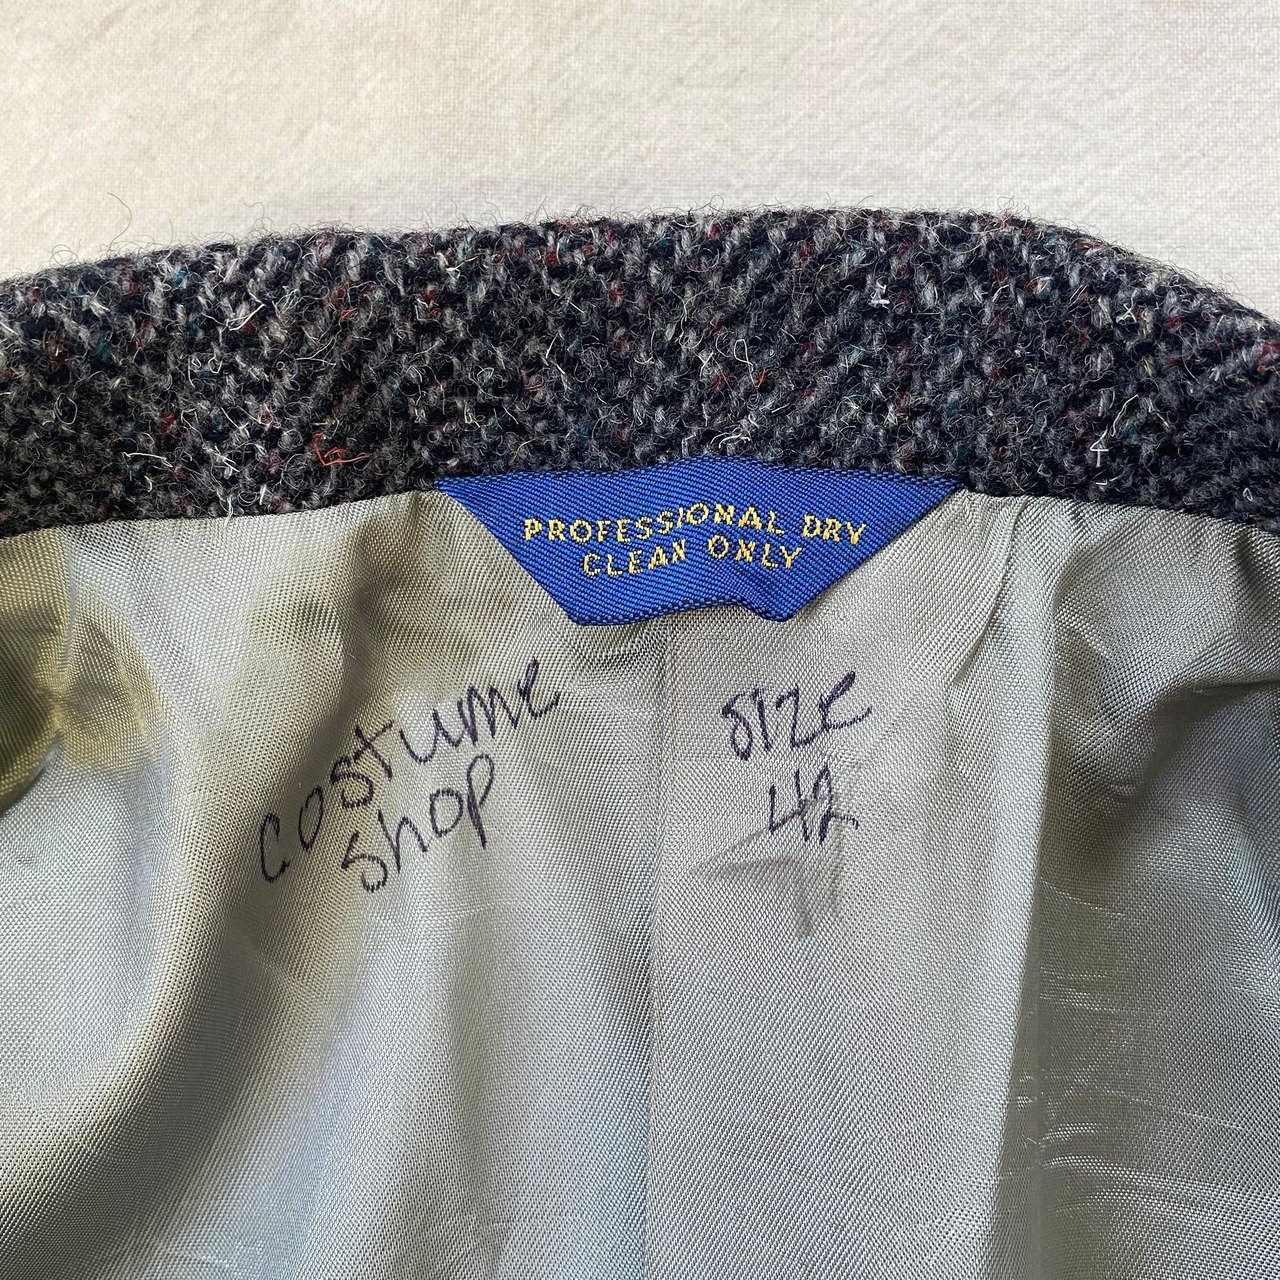 PROFESSIONAL DRY
CLEAN ONLY
costume
shop
size
42